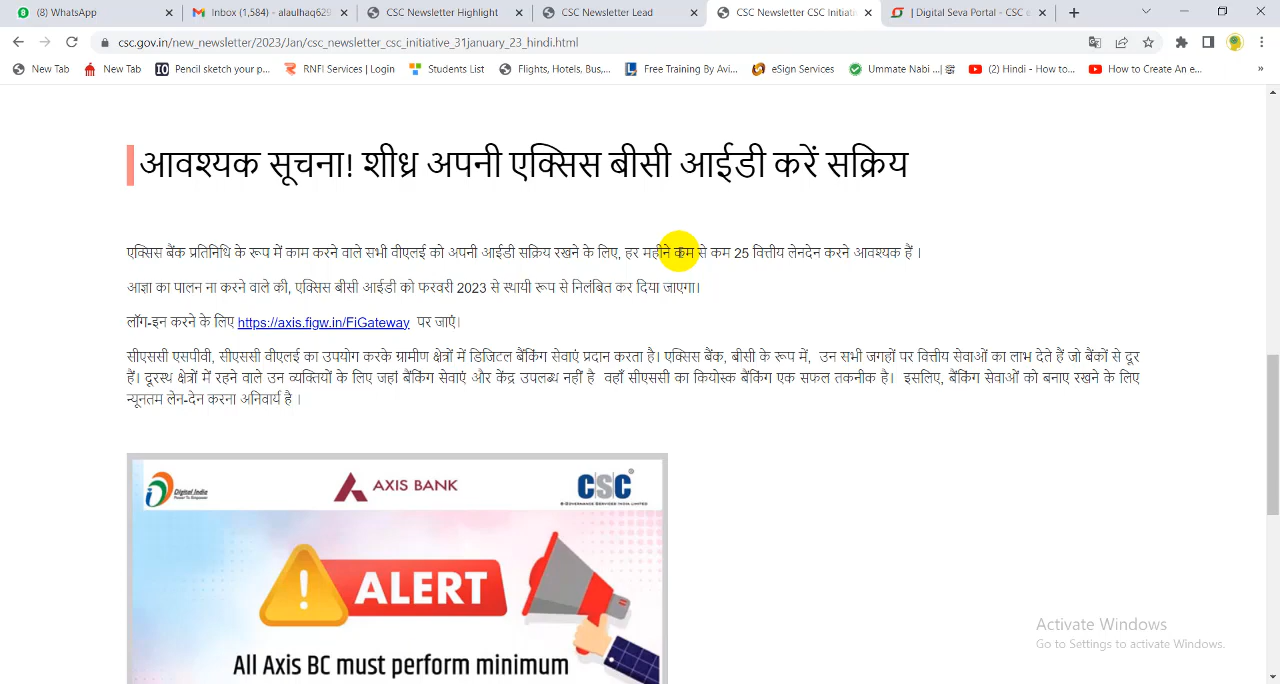 (8) WhatsApp
Inbox (1,584) - alaulhaq629
CSC Newsletter Highlight
CSC Newsletter Lead
CSC Newsletter CSC Initiati
| Digital Seva Portal - CSC e
csc.gov.in/new_newsletter/2023/Jan/csc_newsletter_csc_initiative_31january_23_hindi.html
New Tab
New Tab
Pencil sketch your p...
RNFI Services | Login
Students List
Flights, Hotels, Bus,...
Free Training By Avi...
eSign Services
Ummate Nabi ...|
(2) Hindi - How to...
How to Create An e...
आवश्यक सूचना! शीध्र अपनी एक्सिस बीसी आईडी करें सक्रिय
एक्सिस बैंक प्रतिनिधि के रूप में काम करने वाले सभी वीएलई को अपनी आईडी सक्रिय रखने के लिए, हर महीने कम से कम 25 वित्तीय लेनदेन करने आवश्यक हैं ।
आज्ञा का पालन ना करने वाले की, एक्सिस बीसी आईडी को फरवरी 2023 से स्थायी रूप से निलंबित कर दिया जाएगा।
लॉग-इन करने के लिए https://axis.figw.in/FiGateway पर जाएं।
सीएससी एसपीवी, सीएससी वीएलई का उपयोग करके ग्रामीण क्षेत्रों में डिजिटल बैंकिंग सेवाएं प्रदान करता है। एक्सिस बैंक, बीसी के रूप में, उन सभी जगहों पर वित्तीय सेवाओं का लाभ देते हैं जो बैंकों से दूर
हैं। दूरस्थ क्षेत्रों में रहने वाले उन व्यक्तियों के लिए जहां बैंकिंग सेवाएं और केंद्र उपलब्ध नहीं है वहाँ सीएससी का कियोस्क बैंकिंग एक सफल तकनीक है। इसलिए, बैंकिंग सेवाओं को बनाए रखने के लिए
न्यूनतम लेन-देन करना अनिवार्य है ।
Digital India
Power To Empower
AXIS BANK
CSC
e-GOVERNANCE SERVICES INDIA LIMITED
ALERT
All Axis BC must perform minimum
Activate Windows
Go to Settings to activate Windows.